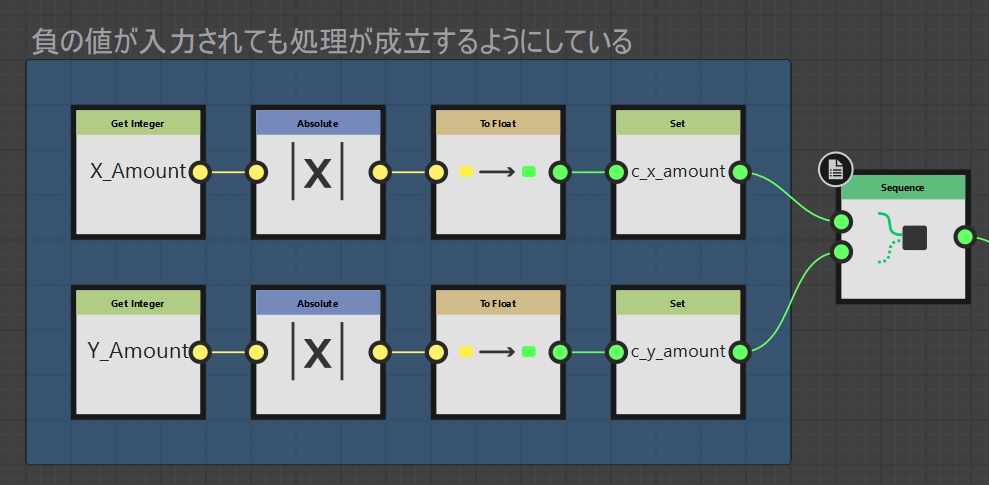 負の値が入力されても処理が成立するようにしている
Get Integer
X_Amount
Absolute
|X|
To Float
Set
c_x_amount
Sequence
Get Integer
Y_Amount
Absolute
|X|
To Float
Set
c_y_amount